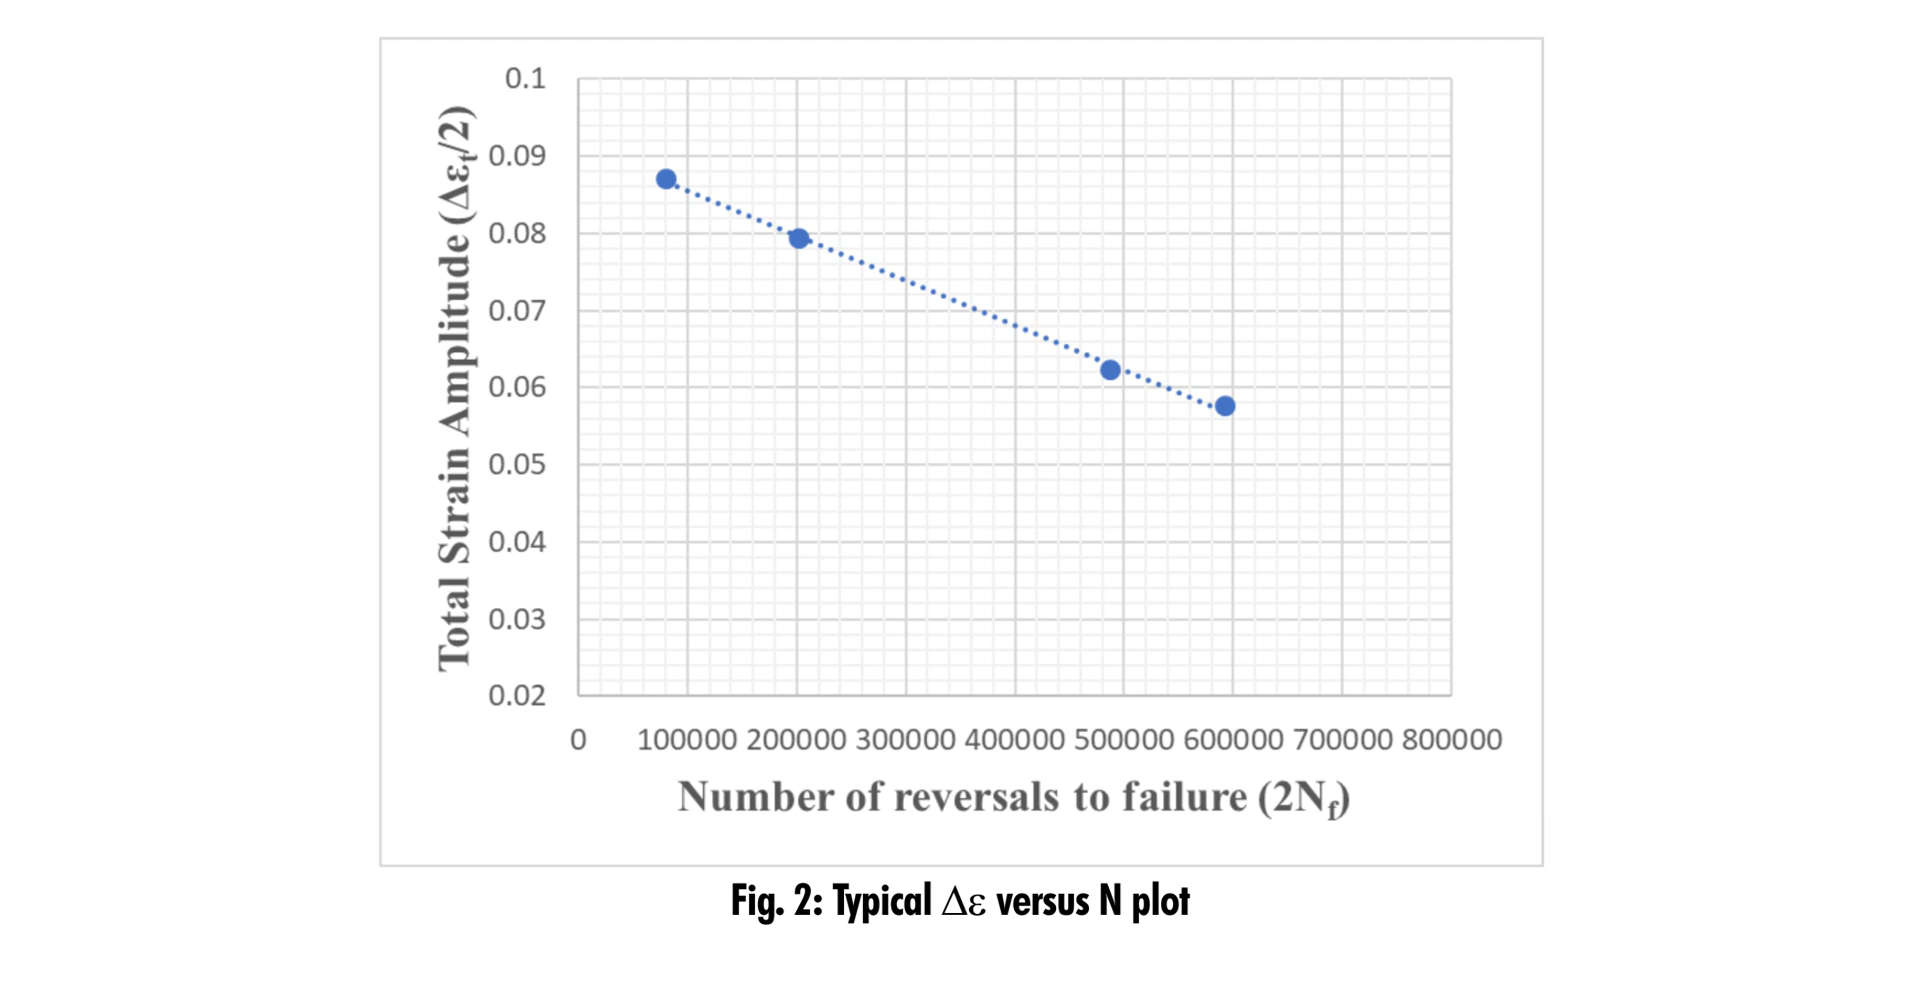 0.1
0.09
0.08
0.07
0.06
0.05
0.04
0.03
0.02
Total Strain Amplitude (Δεt/2)
0 100000 200000 300000 400000 500000 600000 700000 800000
Number of reversals to failure (2Nf)
Fig. 2: Typical Δε versus N plot